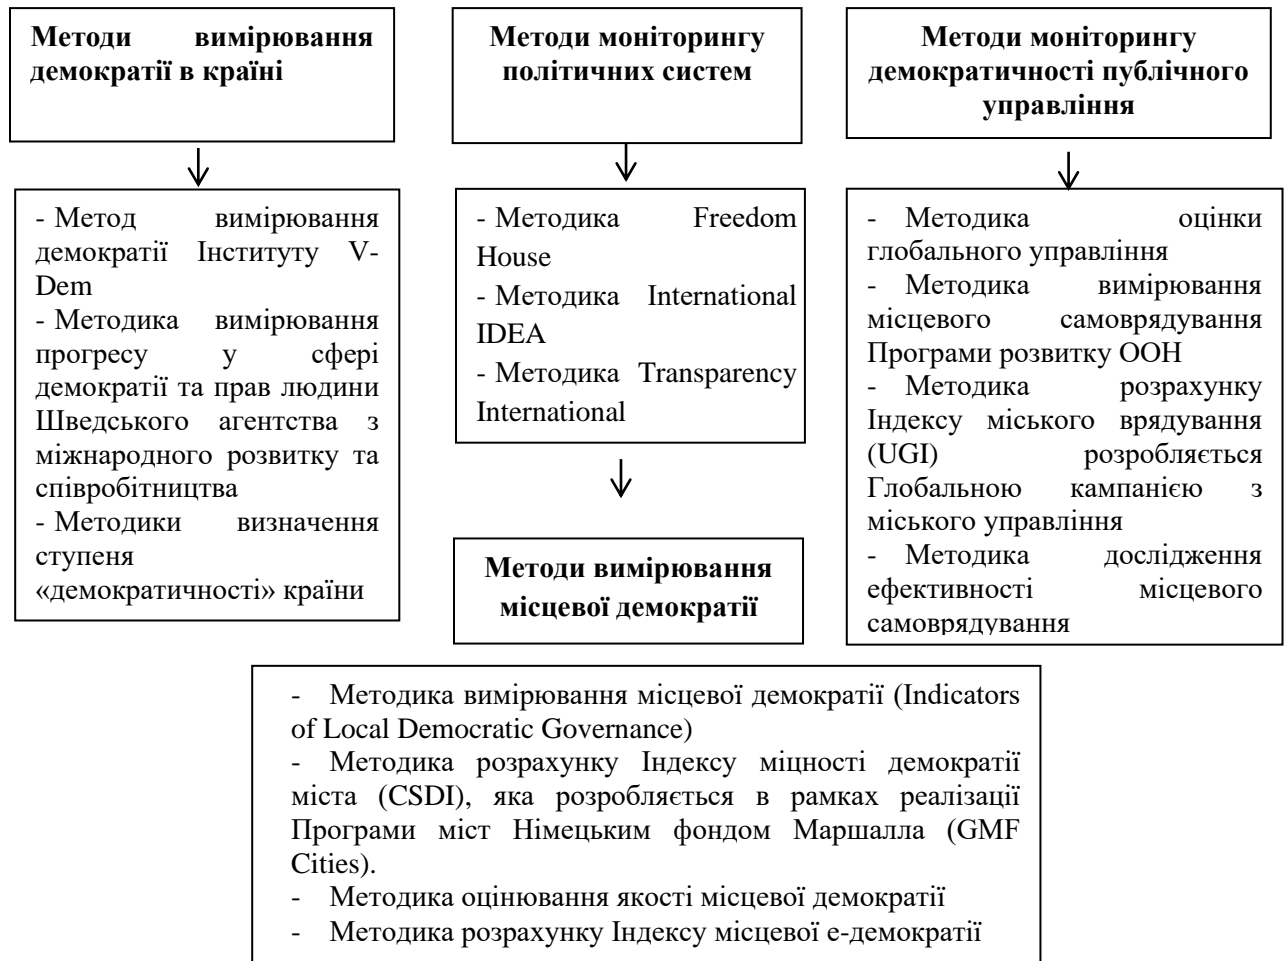 Методи вимірювання
демократії в країні
Методи моніторингу
політичних систем
Методи моніторингу
демократичності публічного
управління
- Метод вимірювання
демократії Інституту V-
Dem
- Методика вимірювання
прогресу у сфері
демократії та прав людини
Шведського агентства з
міжнародного розвитку та
співробітництва
- Методики визначення
ступеня
«демократичності» країни
- Методика Freedom
House
- Методика International
IDEA
- Методика Transparency
International
- Методика оцінки
глобального управління
- Методика вимірювання
місцевого самоврядування
Програми розвитку ООН
- Методика розрахунку
Індексу міського врядування
(UGI) розробляється
Глобальною кампанією з
міського управління
- Методика дослідження
ефективності місцевого
самоврядування
Методи вимірювання
місцевої демократії
- Методика вимірювання місцевої демократії (Indicators
of Local Democratic Governance)
- Методика розрахунку Індексу міцності демократії
міста (CSDI), яка розробляється в рамках реалізації
Програми міст Німецьким фондом Маршалла (GMF
Cities).
- Методика оцінювання якості місцевої демократії
- Методика розрахунку Індексу місцевої е-демократії